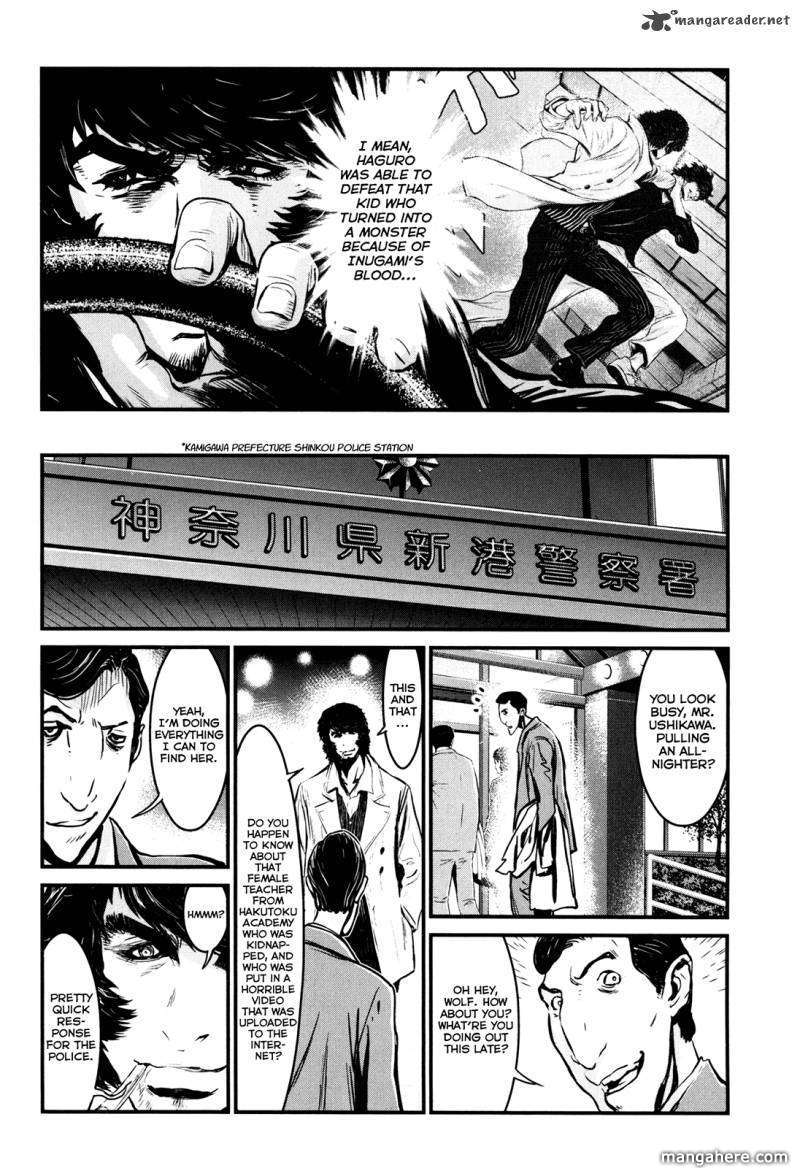 mangareader.net
I MEAN,
HAGURO
WAS ABLE TO
DEFEAT THAT
KID WHO
TURNED INTO
A MONSTER
BECAUSE OF
INUGAMI'S
BLOOD...
*KAMIGAWA PREFECTURE SHINKOU POLICE STATION
神奈川県新港警察署
YOU LOOK
BUSY, MR.
USHIKAWA.
PULLING
AN ALL-
NIGHTER?
OH HEY,
WOLF. HOW
ABOUT YOU?
WHAT'RE YOU
DOING OUT
THIS LATE?
THIS
AND
THAT
...
DO YOU
HAPPEN
TO KNOW
ABOUT
THAT
FEMALE
TEACHER
FROM
HAKUTOKU
ACADEMY
WHO WAS
KIDNAP-
PED, AND
WHO WAS
PUT IN A
HORRIBLE
VIDEO
THAT WAS
UPLOADED
TO THE
INTER-
NET?
YEAH,
I'M DOING
EVERYTHING
I CAN TO
FIND HER.
HMMM?
PRETTY
QUICK
RES-
PONSE
FOR THE
POLICE.
mangahere.com